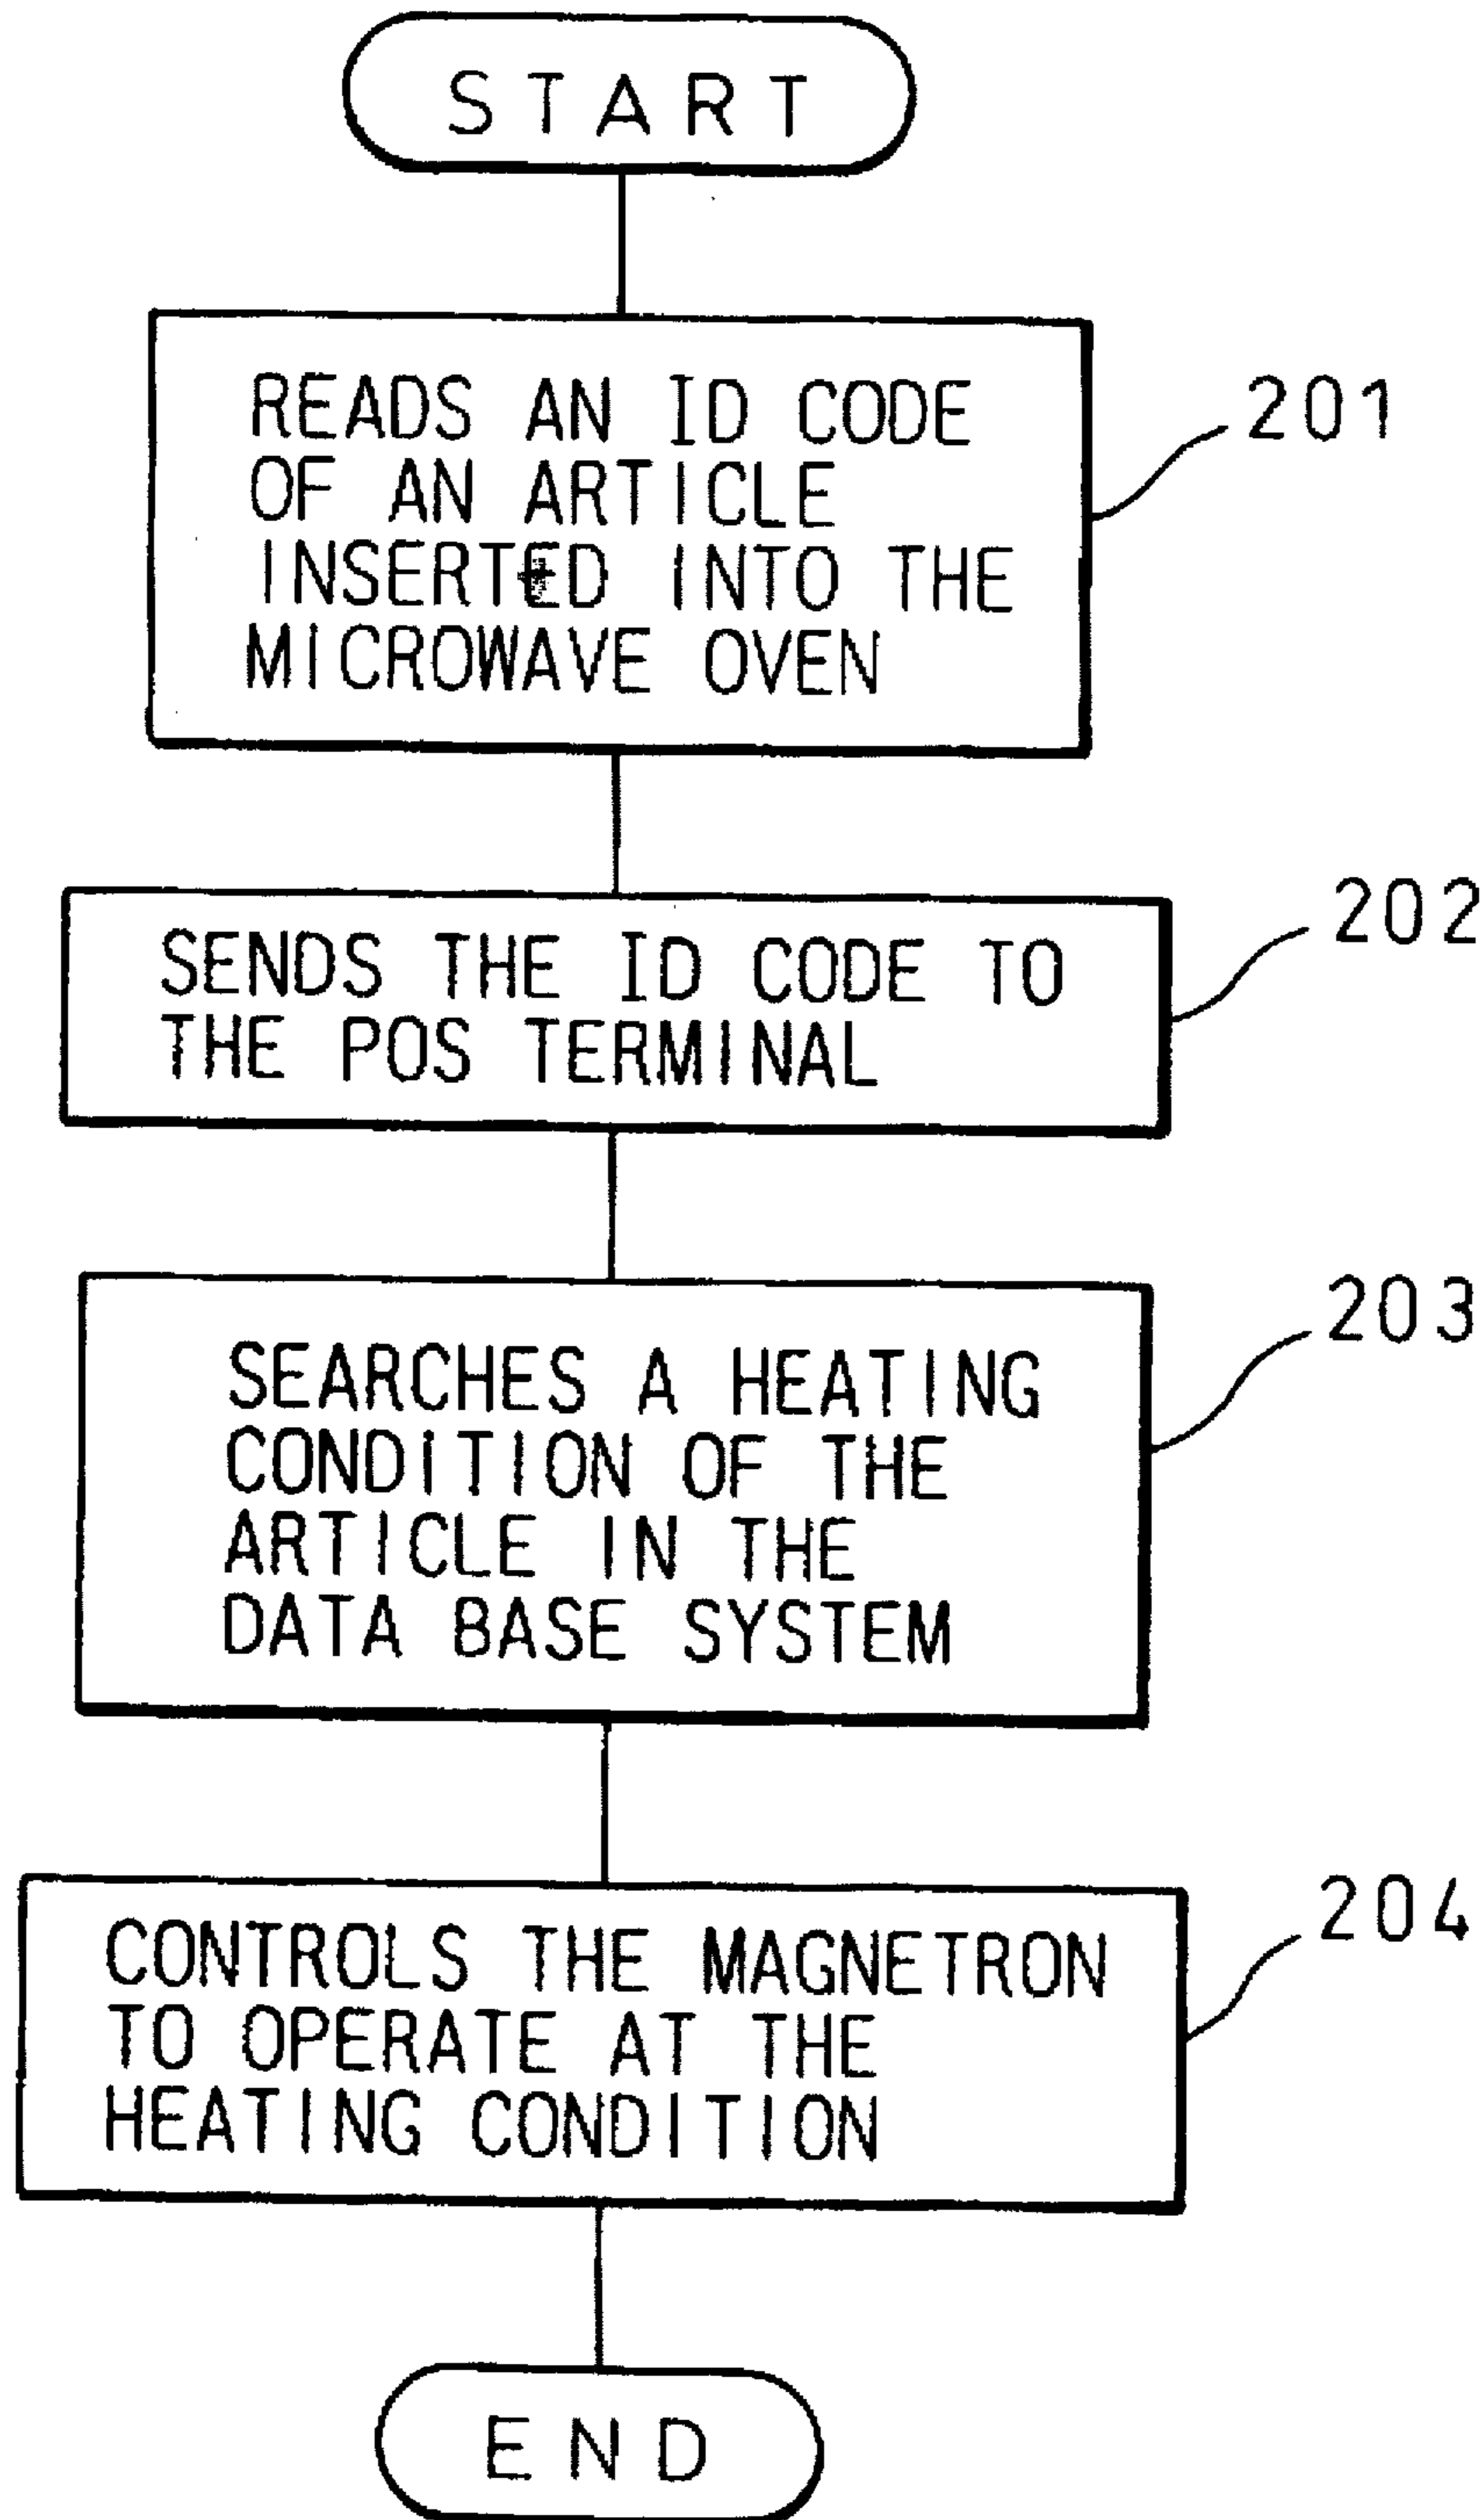 START
READS AN ID CODE
OF AN ARTICLE
INSERTED INTO THE
MICROWAVE OVEN
201
SENDS THE ID CODE TO
THE POS TERMINAL
202
SEARCHES A HEATING
CONDITION OF THE
ARTICLE IN THE
DATA BASE SYSTEM
203
CONTROLS THE MAGNETRON
TO OPERATE AT THE
HEATING CONDITION
204
END